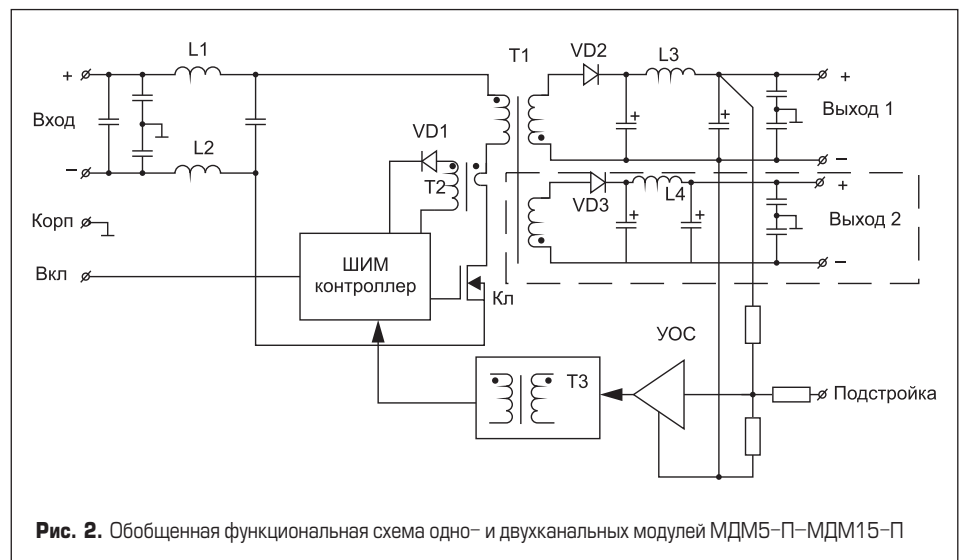 L1
T1
VD2
L3
+
+
+
+
Вход
Выход 1
VD1
L2
−
−
T2
+
VD3
L4
Корп
+
+
Выход 2
Вкл
ШИМ
контроллер
−
Кл
УОС
T3
Подстройка
Рис. 2. Обобщенная функциональная схема одно- и двухканальных модулей МДМ5-П–МДМ15-П